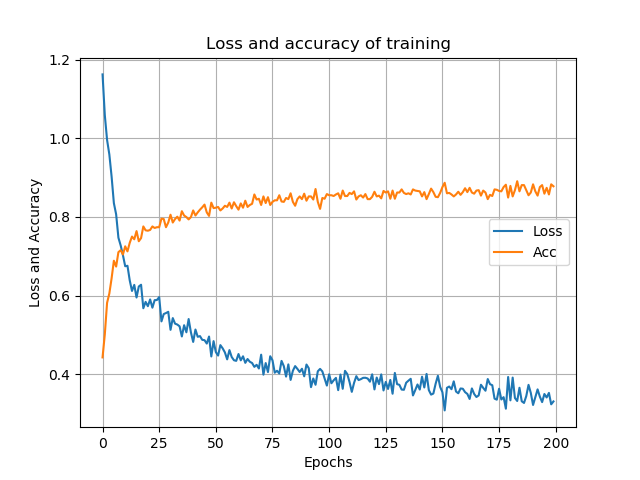 Loss and accuracy of training
1.2
1.0
0.8
0.6
0.4
Loss and Accuracy
Loss
Acc
0 25 50 75 100 125 150 175 200
Epochs